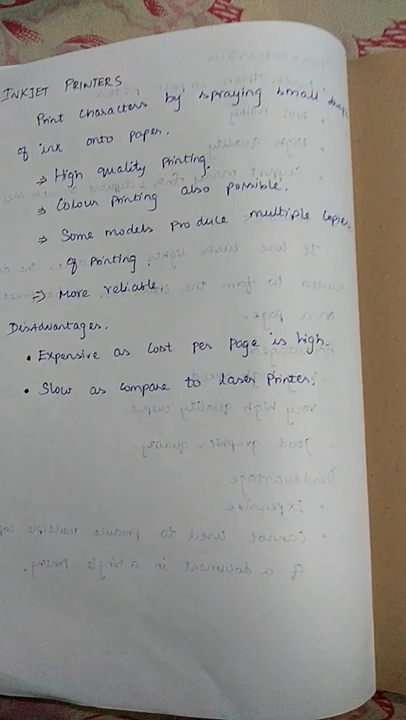 INKJET PRINTERS
Print characters by spraying small drops
of ink onto paper.
⇒ High quality Printing.
⇒ Colour Printing also possible.
⇒ Some models produce multiple copies
of Printing.
⇒ More reliable
Disadvantages.
• Expensive as cost per page is high.
• Slow as compare to laser Printer.